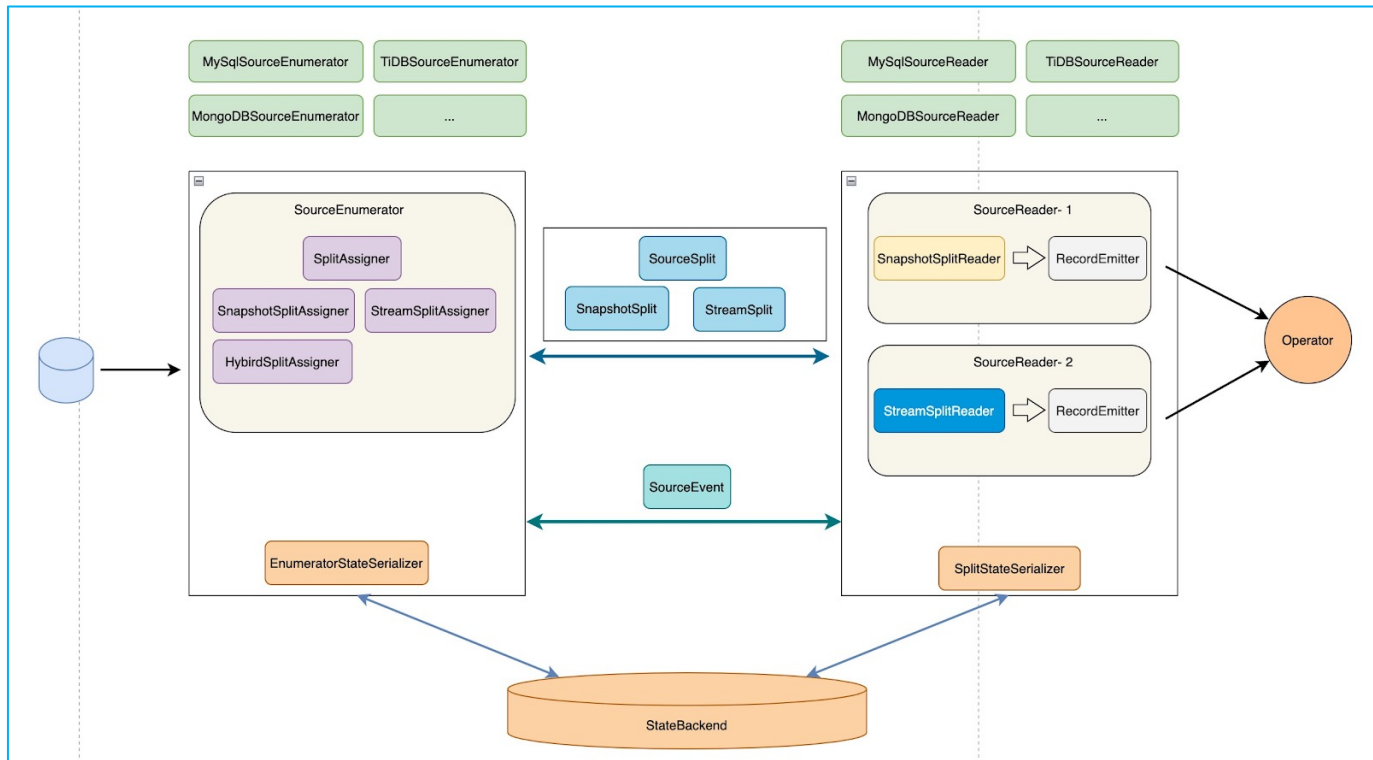 MySqlSourceEnumerator
TiDBSourceEnumerator
MongoDBSourceEnumerator
...
MySqlSourceReader
TiDBSourceReader
MongoDBSourceReader
...
SourceEnumerator
SplitAssigner
SnapshotSplitAssigner
StreamSplitAssigner
HybirdSplitAssigner
EnumeratorStateSerializer
SourceSplit
SnapshotSplit
StreamSplit
SourceEvent
SourceReader- 1
SnapshotSplitReader
RecordEmitter
SourceReader- 2
StreamSplitReader
RecordEmitter
SplitStateSerializer
Operator
StateBackend